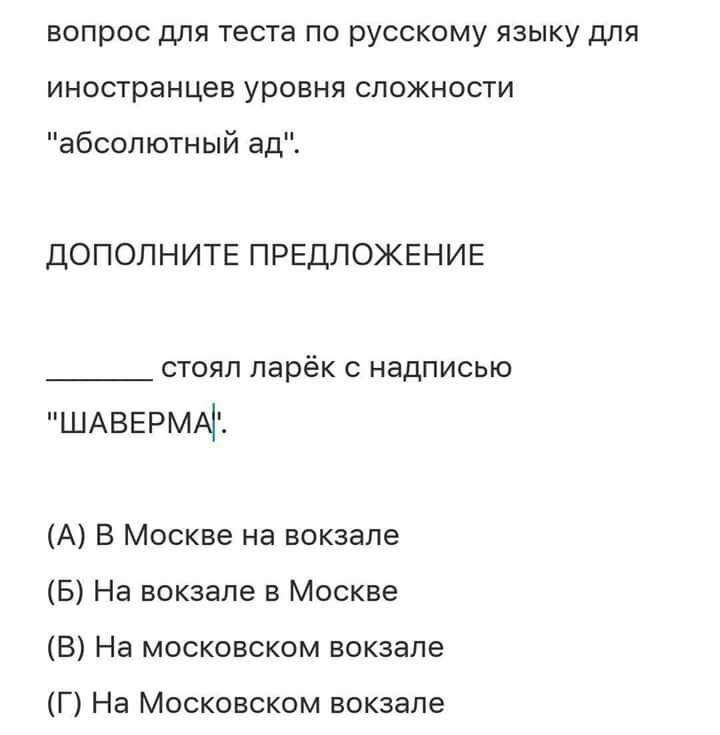 вопрос для теста по русскому языку для
иностранцев уровня сложности
"абсолютный ад".
ДОПОЛНИТЕ ПРЕДЛОЖЕНИЕ
________ стоял ларёк с надписью
"ШАВЕРМА".
(А) В Москве на вокзале
(Б) На вокзале в Москве
(В) На московском вокзале
(Г) На Московском вокзале